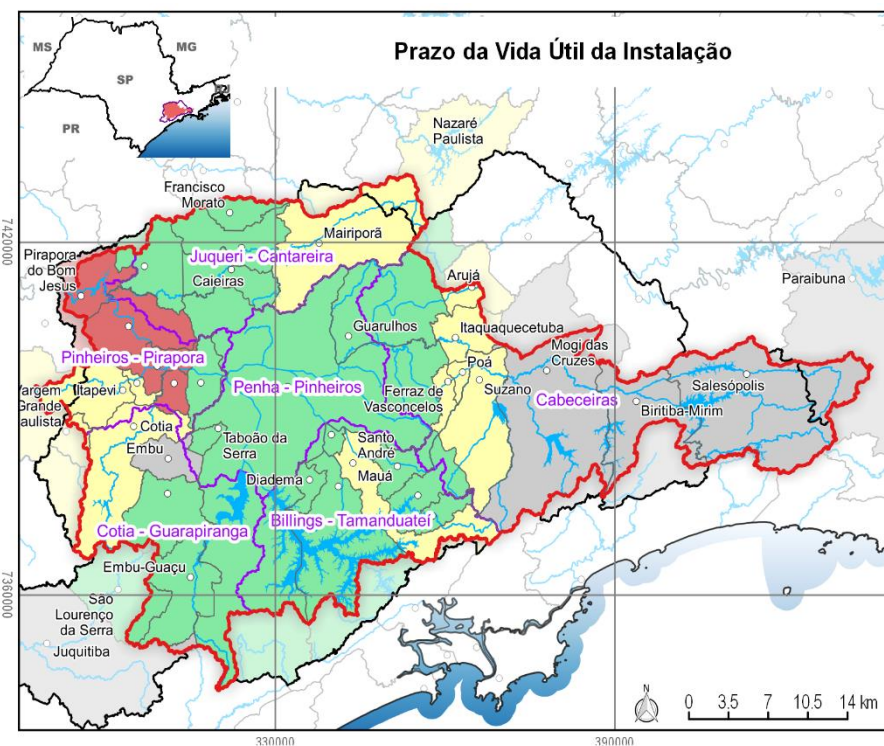 Prazo da Vida Útil da Instalação
MS
MG
SP
PR
Nazaré
Paulista
Francisco
Morato
Mairiporã
7420000
Juqueri - Cantareira
Pirapora
do Bom
Jesus
Caieiras
Arujá
Paraibuna
Guarulhos
Itaquaquecetuba
Mogi das
Cruzes
Pinheiros - Pirapora
Poá
Itapevi
Penha - Pinheiros
Ferraz de
Vasconcelos
Suzano
Cabeceiras
Salesópolis
Biritiba-Mirim
Vargem
Grande
Paulista
Cotia
Embu
Taboão da
Serra
Santo
André
Mauá
Diadema
Cotia - Guarapiranga
Billings - Tamanduateí
Embu-Guaçu
7360000
São
Lourenço
da Serra
Juquitiba
N
0 3.5 7 10.5 14 km
330000
390000